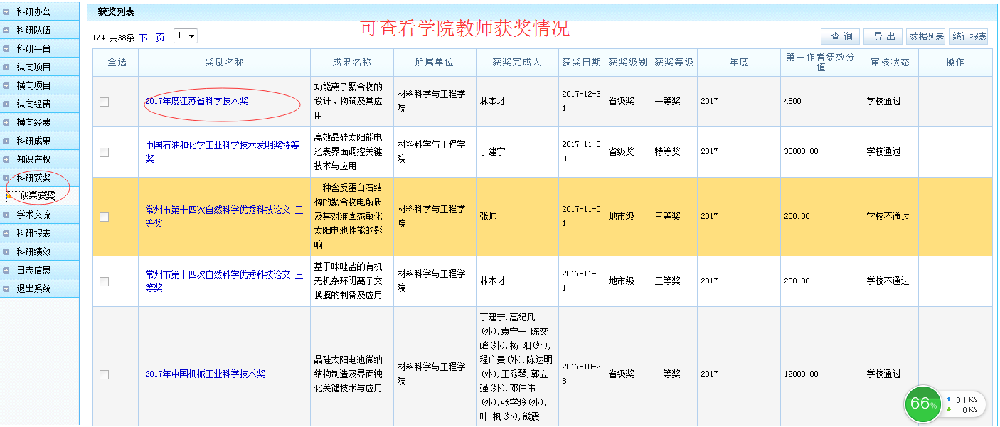 科研办公
科研队伍
科研平台
纵向项目
横向项目
纵向经费
横向经费
科研成果
知识产权
科研获奖
成果获奖
学术交流
科研报表
科研绩效
日志信息
退出系统
获奖列表
可查看学院教师获奖情况
1/4 共38条 下一页 1
查 询 导 出 数据列表 统计报表
全选 奖励名称 成果名称 所属单位 获奖完成人 获奖日期 获奖级别 获奖等级 年度 第一作者绩效分
值 审核状态 操作
2017年度江苏省科学技术奖
功能离子聚合物的
设计、构筑及其应
用
材料科学与工程学
院
林本才
2017-12-3
1
省级奖
一等奖
2017
4500
学校通过
中国石油和化学工业科学技术发明奖特等
奖
高效晶硅太阳能电
池表界面调控关键
技术与应用
材料科学与工程学
院
丁建宁
2017-11-3
0
省级奖
特等奖
2017
30000.00
学校通过
常州市第十四次自然科学优秀科技论文 三
等奖
一种含反蛋白石结
构的聚合物电解质
及其对准固态敏化
太阳电池性能的影
响
材料科学与工程学
院
张帅
2017-11-0
1
地市级
三等奖
2017
200.00
学校不通过
常州市第十四次自然科学优秀科技论文 三
等奖
基于咪唑盐的有机-
无机杂环阴离子交
换膜的制备及应用
材料科学与工程学
院
林本才
2017-11-0
1
地市级
三等奖
2017
200.00
学校不通过
2017年中国机械工业科学技术奖
晶硅太阳电池微纳
结构制造及界面钝
化关键技术与应用
材料科学与工程学
院
丁建宁,高纪凡
(外),袁宁一,陈奕
峰(外),杨 阳(外),
程广贵(外),陈达明
(外),王秀琴,郭立
强(外),邓伟伟
(外),张学玲(外),
叶 枫(外),熊震
2017-10-2
8
省级奖
一等奖
2017
12000.00
学校通过
66%
0.1 K/s
0 K/s